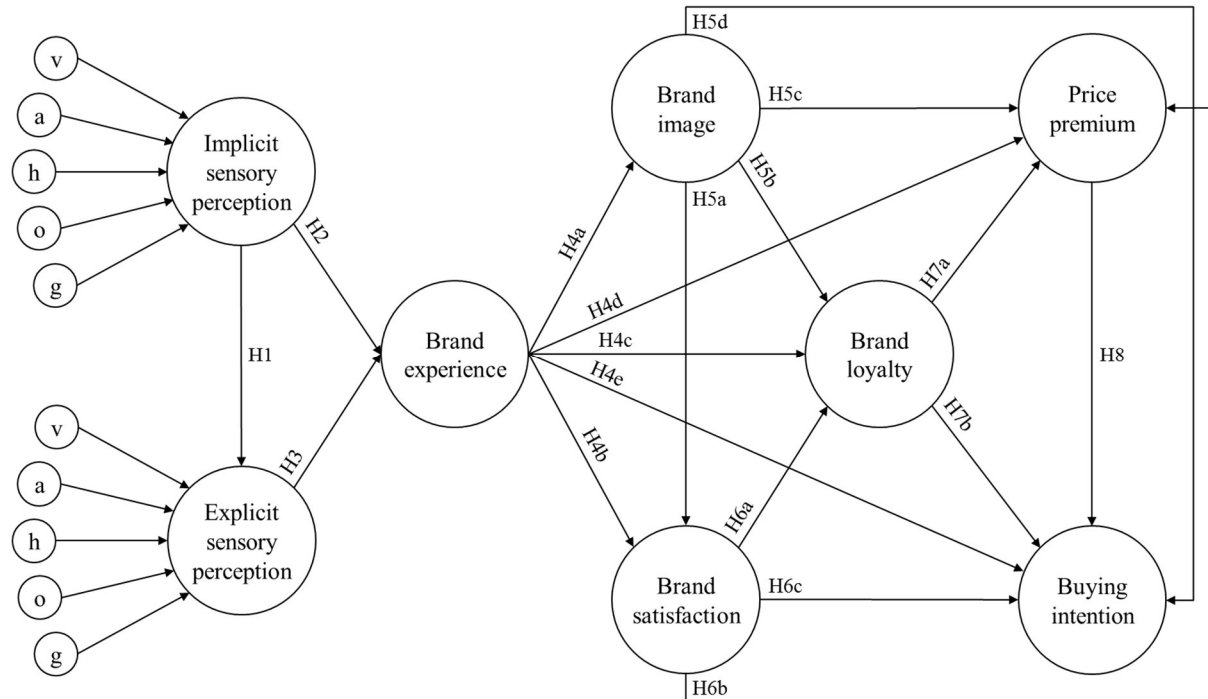 v
a
h
o
g
Implicit
sensory
perception
H2
H1
v
a
h
o
g
Explicit
sensory
perception
H3
Brand
experience
H4a
H4d
H4c
H4e
H4b
H5d
Brand
image
H5c
H5b
H5a
Price
premium
H7a
Brand
loyalty
H8
H7b
H6a
Brand
satisfaction
H6c
H6b
Buying
intention